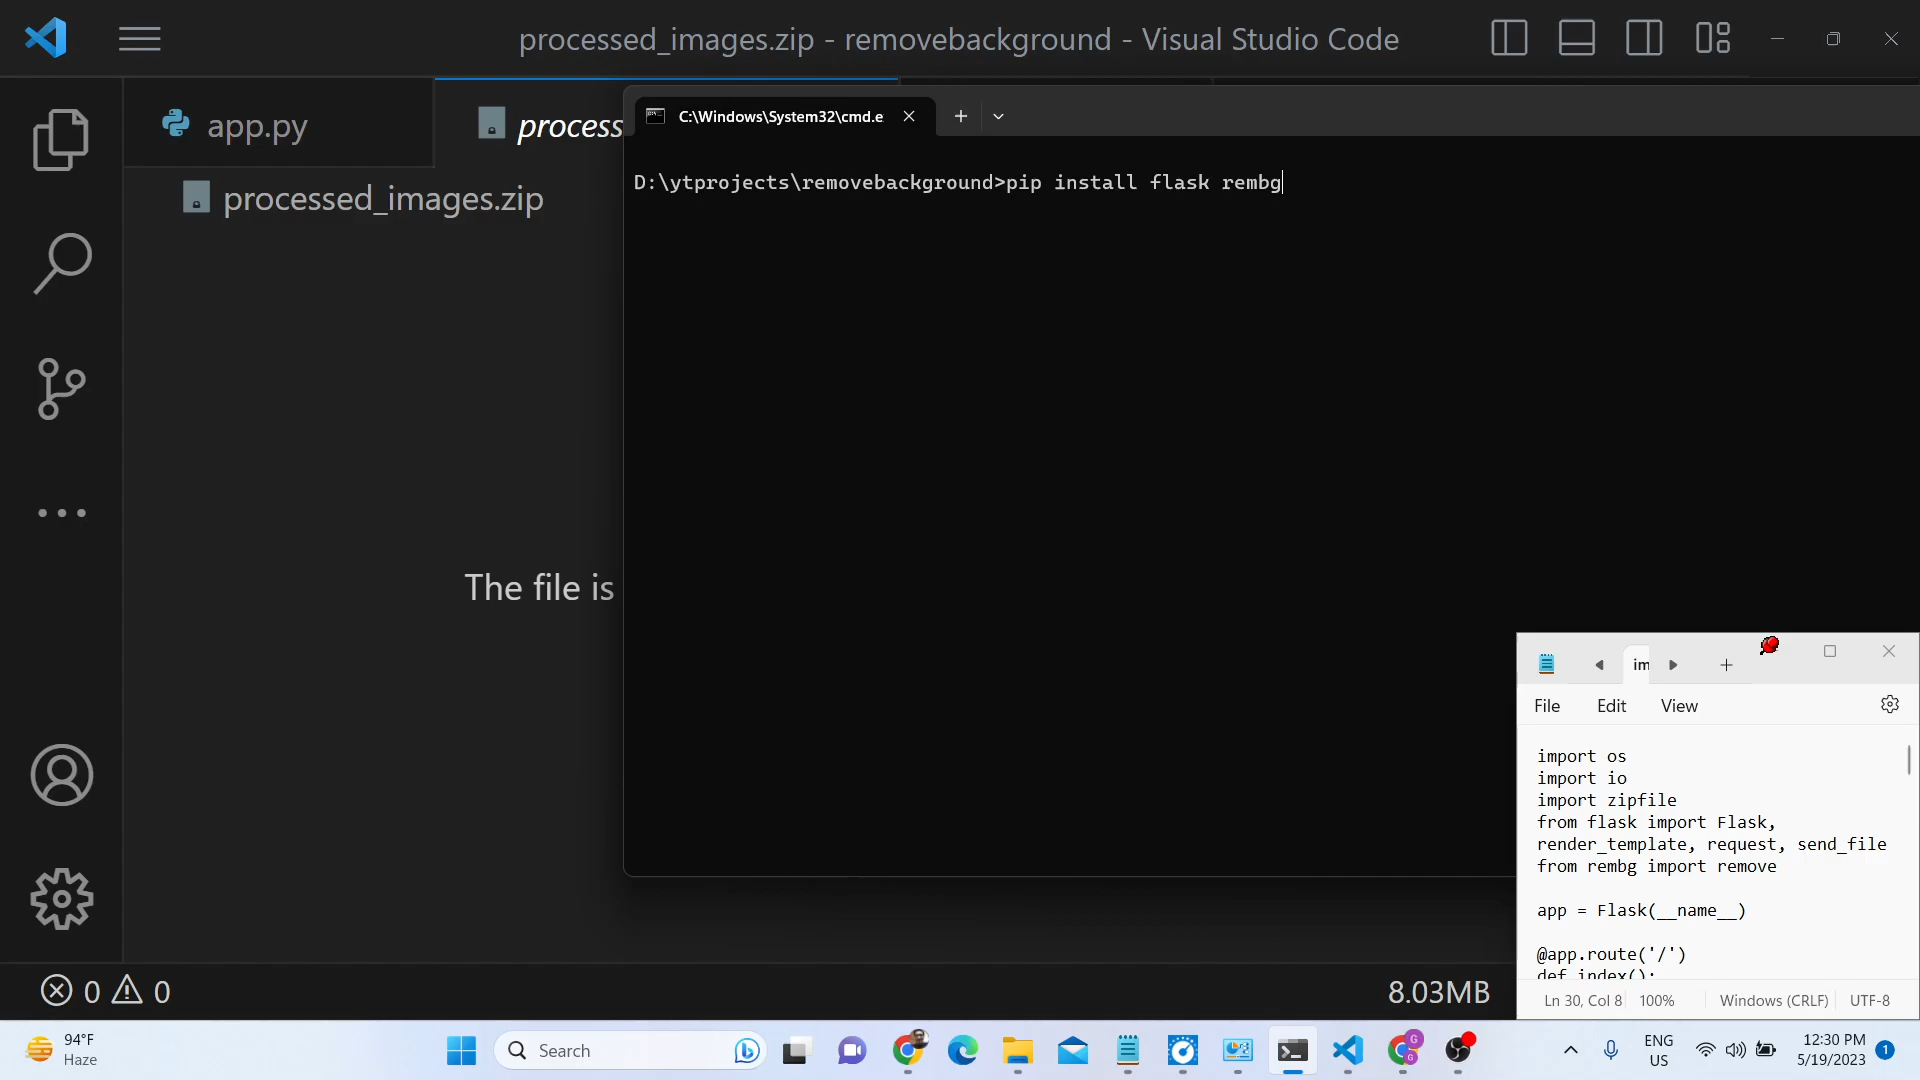 processed_images.zip - removebackground - Visual Studio Code
app.py
process
C:\Windows\System32\cmd.e
processed_images.zip
D:\ytprojects\removebackground>pip install flask rembg
The file is
im
File Edit View
import os
import io
import zipfile
from flask import Flask,
render_template, request, send_file
from rembg import remove
app = Flask(__name__)
@app.route('/')
def index():
Ln 30, Col 8 100% Windows (CRLF) UTF-8
0 0
8.03MB
94°F
Haze
Search
G
G
ENG
US
12:30 PM
5/19/2023
1